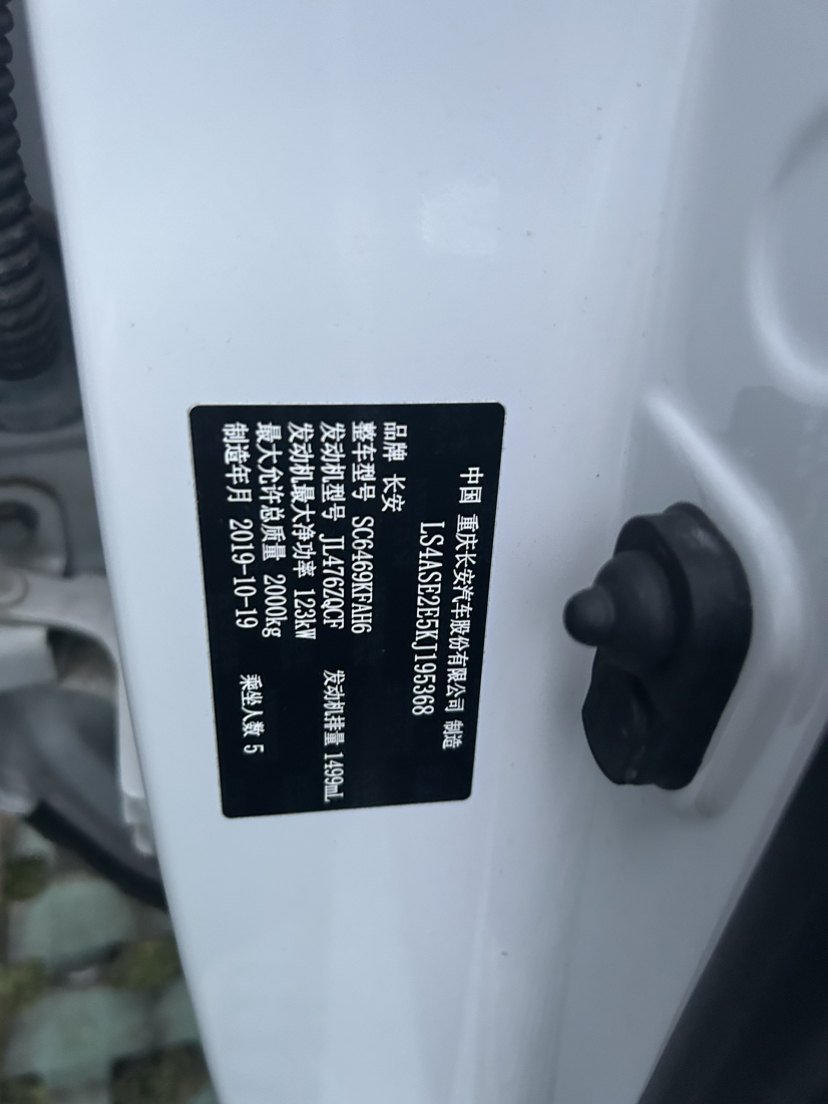 中国 重庆长安汽车股份有限公司 制造
LS4ASE2E5KJ195368
品牌 长安
整车型号 SC6469KFAH6
发动机型号 JL476ZQCF 发动机排量 1499mL
发动机最大净功率 123kW
最大允许总质量 2000kg
制造年月 2019-10-19 乘坐人数 5